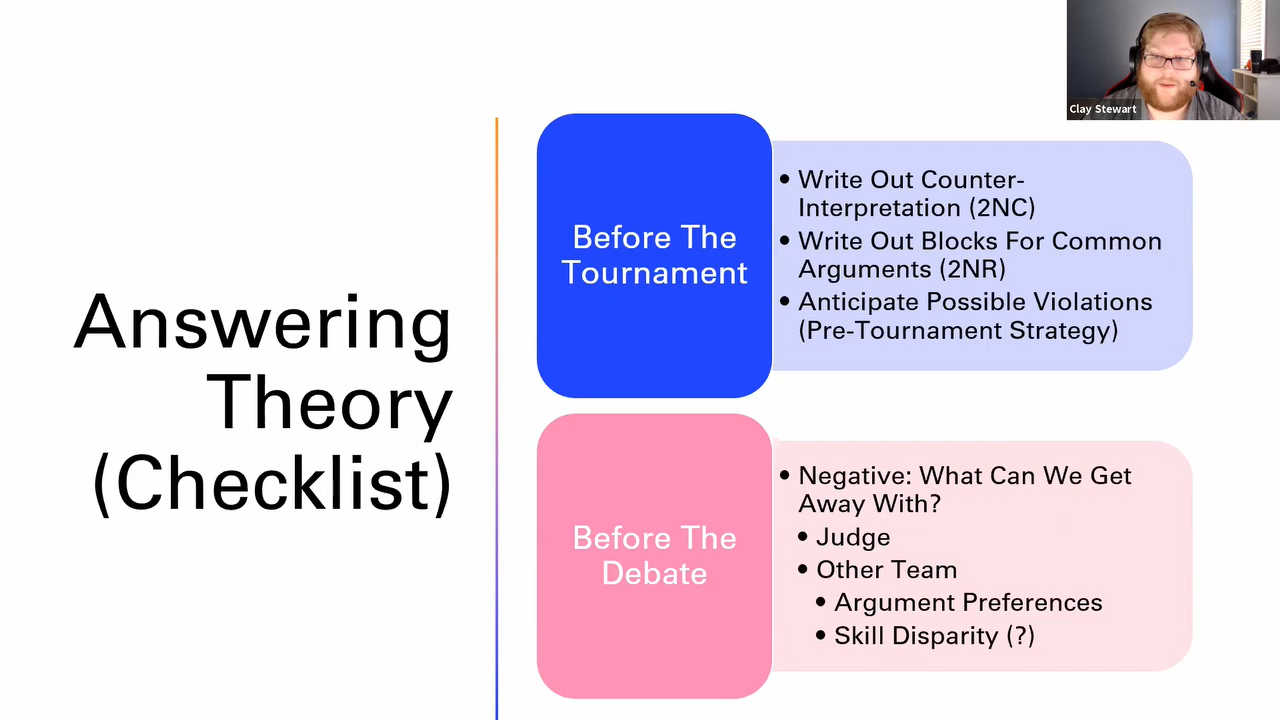 Clay Stewart
Answering
Theory
(Checklist)
Before The
Tournament
• Write Out Counter-
Interpretation (2NC)
• Write Out Blocks For Common
Arguments (2NR)
• Anticipate Possible Violations
(Pre-Tournament Strategy)
Before The
Debate
• Negative: What Can We Get
Away With?
• Judge
• Other Team
• Argument Preferences
• Skill Disparity (?)